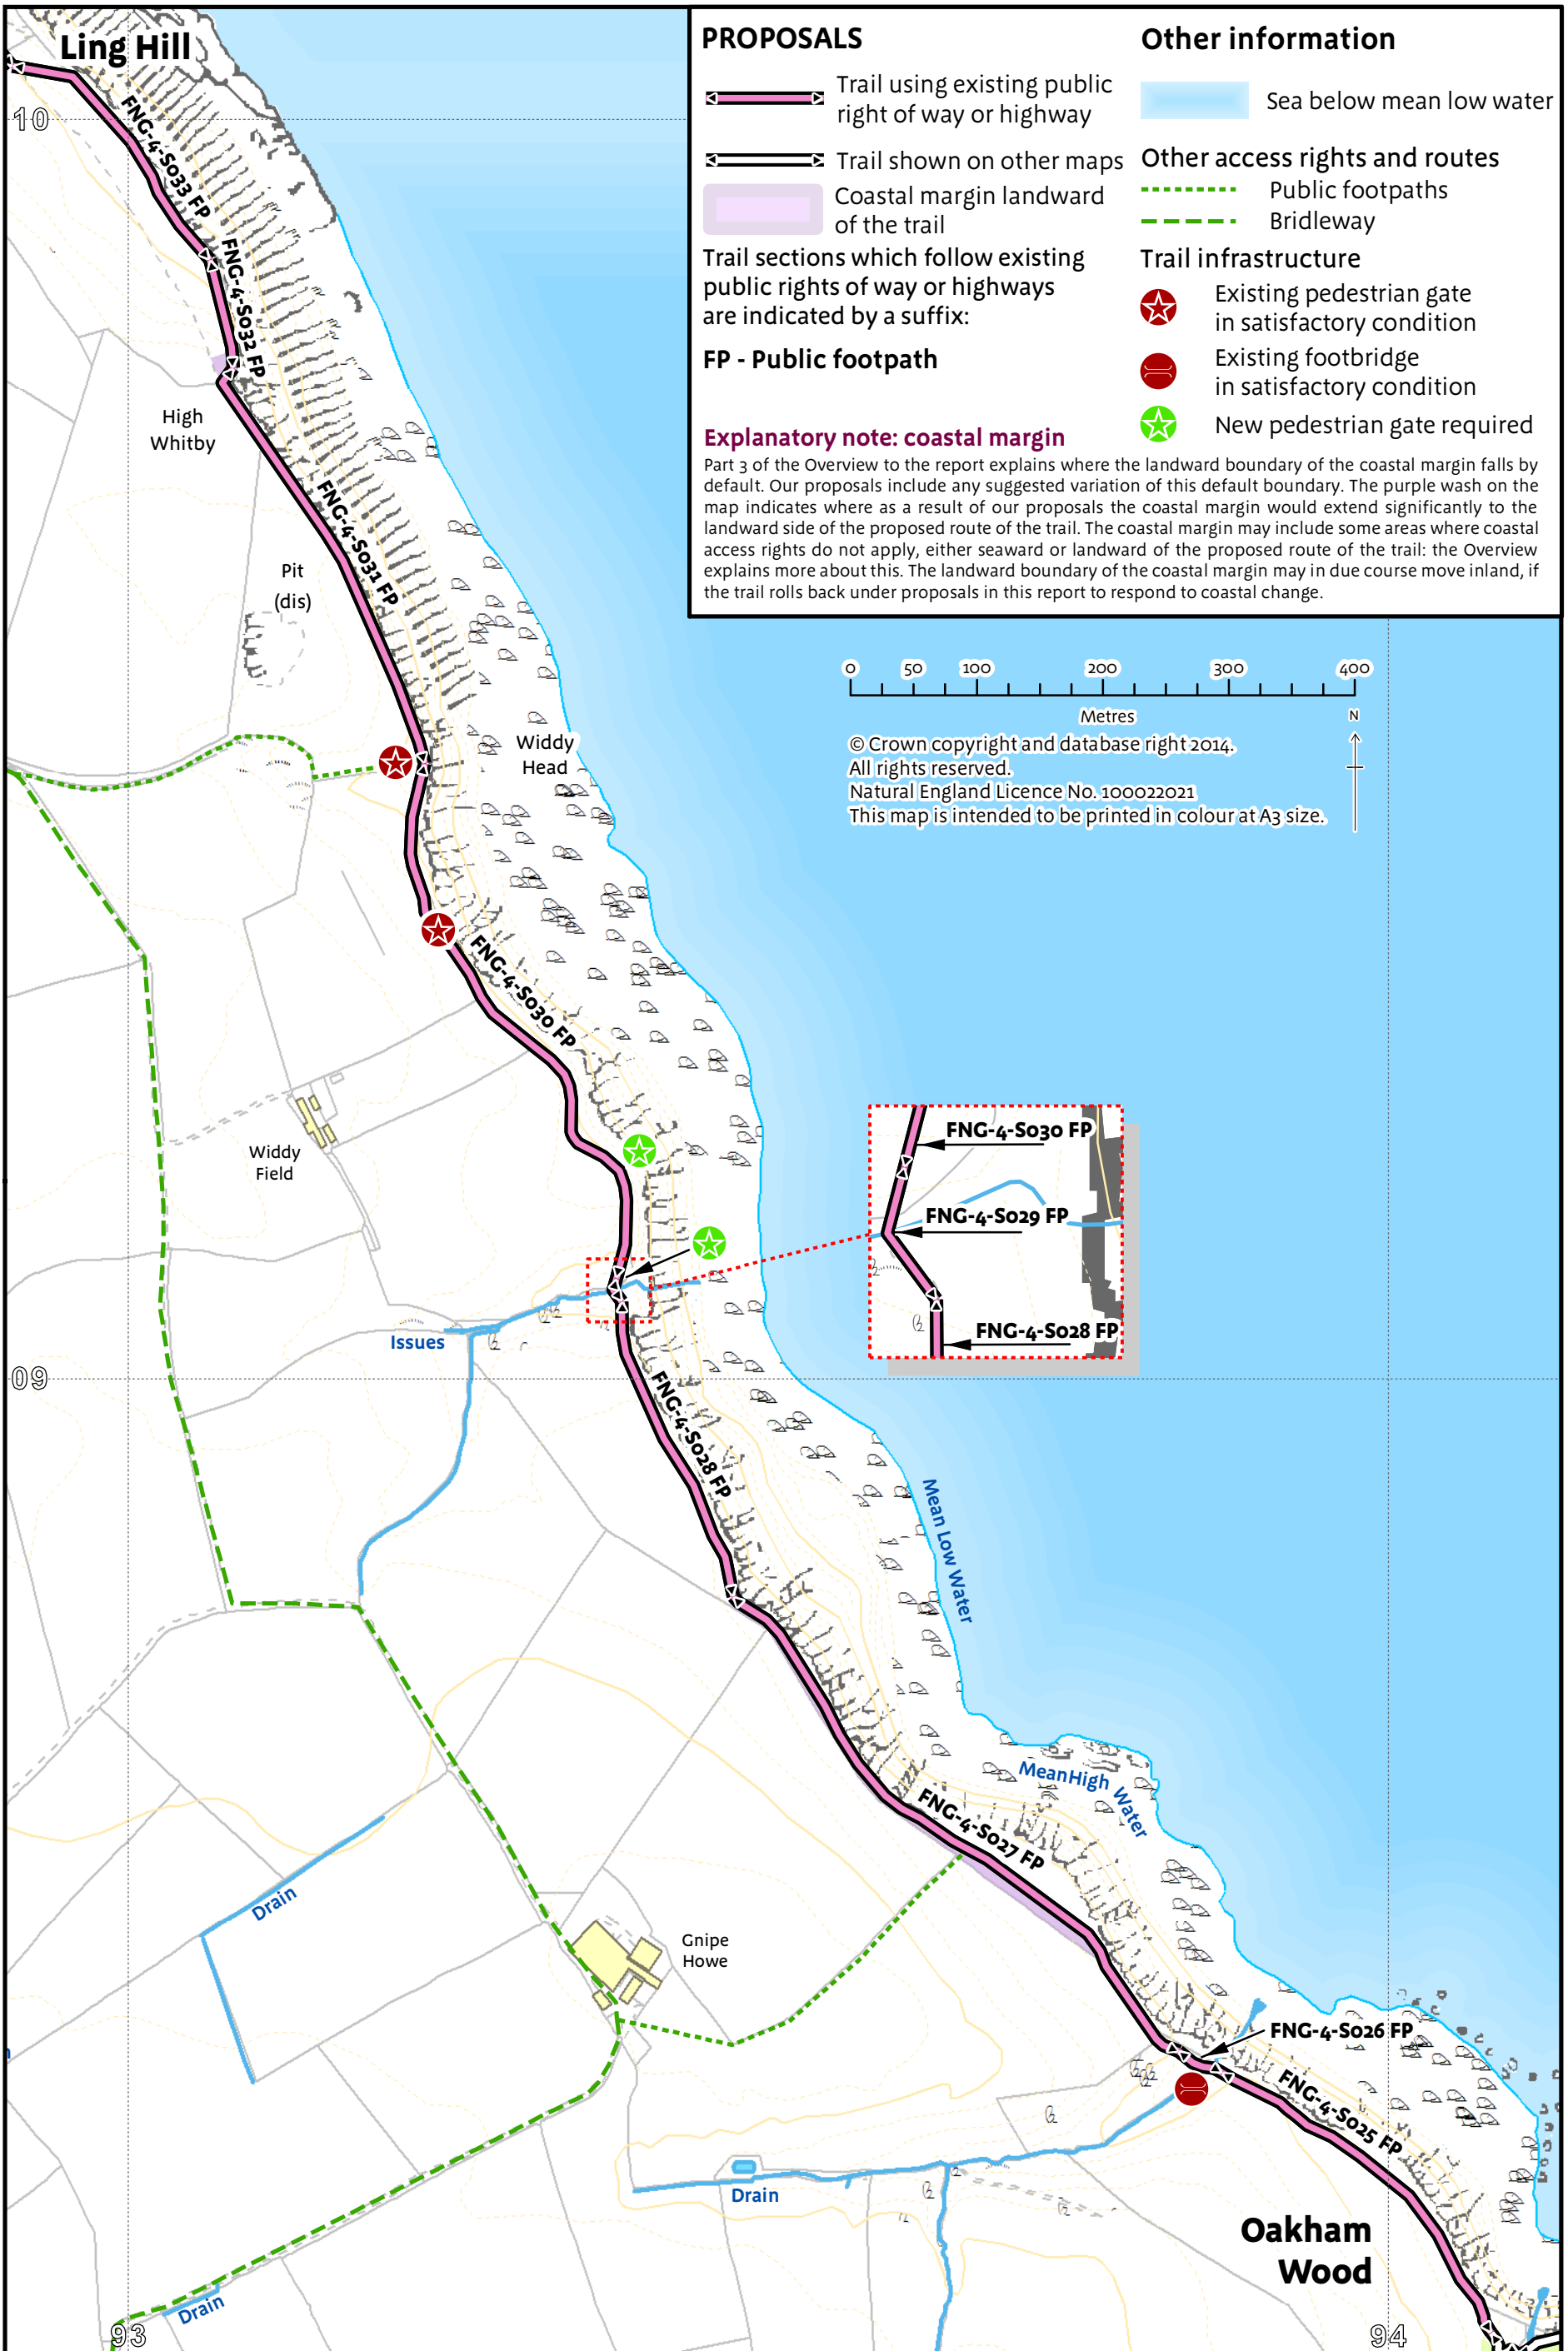 PROPOSALS
Trail using existing public
right of way or highway
Trail shown on other maps
Coastal margin landward
of the trail
Trail sections which follow existing
public rights of way or highways
are indicated by a suffix:
FP - Public footpath
Other information
Sea below mean low water
Other access rights and routes
Public footpaths
Bridleway
Trail infrastructure
Existing pedestrian gate
in satisfactory condition
Existing footbridge
in satisfactory condition
New pedestrian gate required
Explanatory note: coastal margin
Part 3 of the Overview to the report explains where the landward boundary of the coastal margin falls by
default. Our proposals include any suggested variation of this default boundary. The purple wash on the
map indicates where as a result of our proposals the coastal margin would extend significantly to the
landward side of the proposed route of the trail. The coastal margin may include some areas where coastal
access rights do not apply, either seaward or landward of the proposed route of the trail: the Overview
explains more about this. The landward boundary of the coastal margin may in due course move inland, if
the trail rolls back under proposals in this report to respond to coastal change.
0 50 100 200 300 400
Metres
N
© Crown copyright and database right 2014.
All rights reserved.
Natural England Licence No. 100022021
This map is intended to be printed in colour at A3 size.
Ling Hill
10
FNG-4-S033 FP
FNG-4-S032 FP
High
Whitby
FNG-4-S031 FP
Pit
(dis)
Widdy
Head
FNG-4-S030 FP
Widdy
Field
FNG-4-S030 FP
FNG-4-S029 FP
FNG-4-S028 FP
Issues
09
FNG-4-S028 FP
Mean Low Water
MeanHigh Water
FNG-4-S027 FP
Drain
Gnipe
Howe
FNG-4-S026 FP
FNG-4-S025 FP
Drain
Oakham
Wood
Drain
93
94